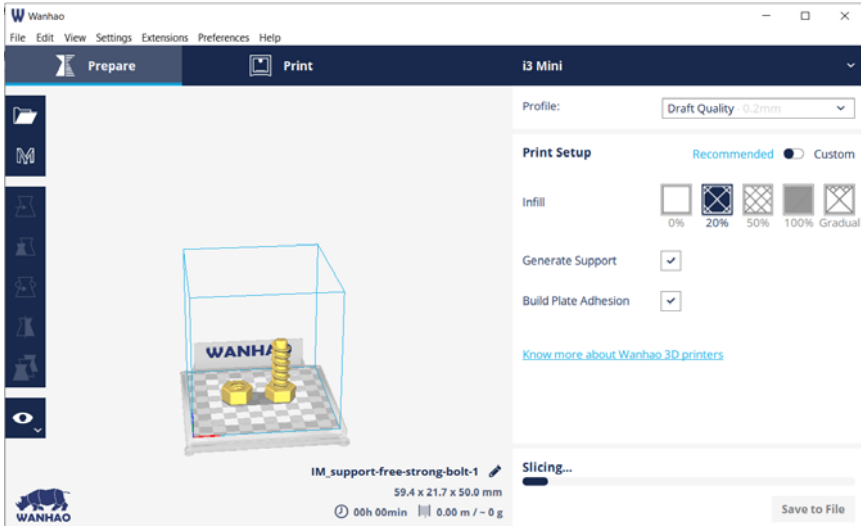 Wanhao
File Edit View Settings Extensions Preferences Help
Prepare
Print
i3 Mini
Profile:
Draft Quality - 0.2mm
Print Setup
Recommended
Custom
Infill
0%
20%
50%
100%
Gradual
Generate Support
Build Plate Adhesion
Know more about Wanhao 3D printers
WANHAO
IM_support-free-strong-bolt-1
59.4 x 21.7 x 50.0 mm
00h 00min
0.00 m / ~ 0 g
WANHAO
Slicing...
Save to File